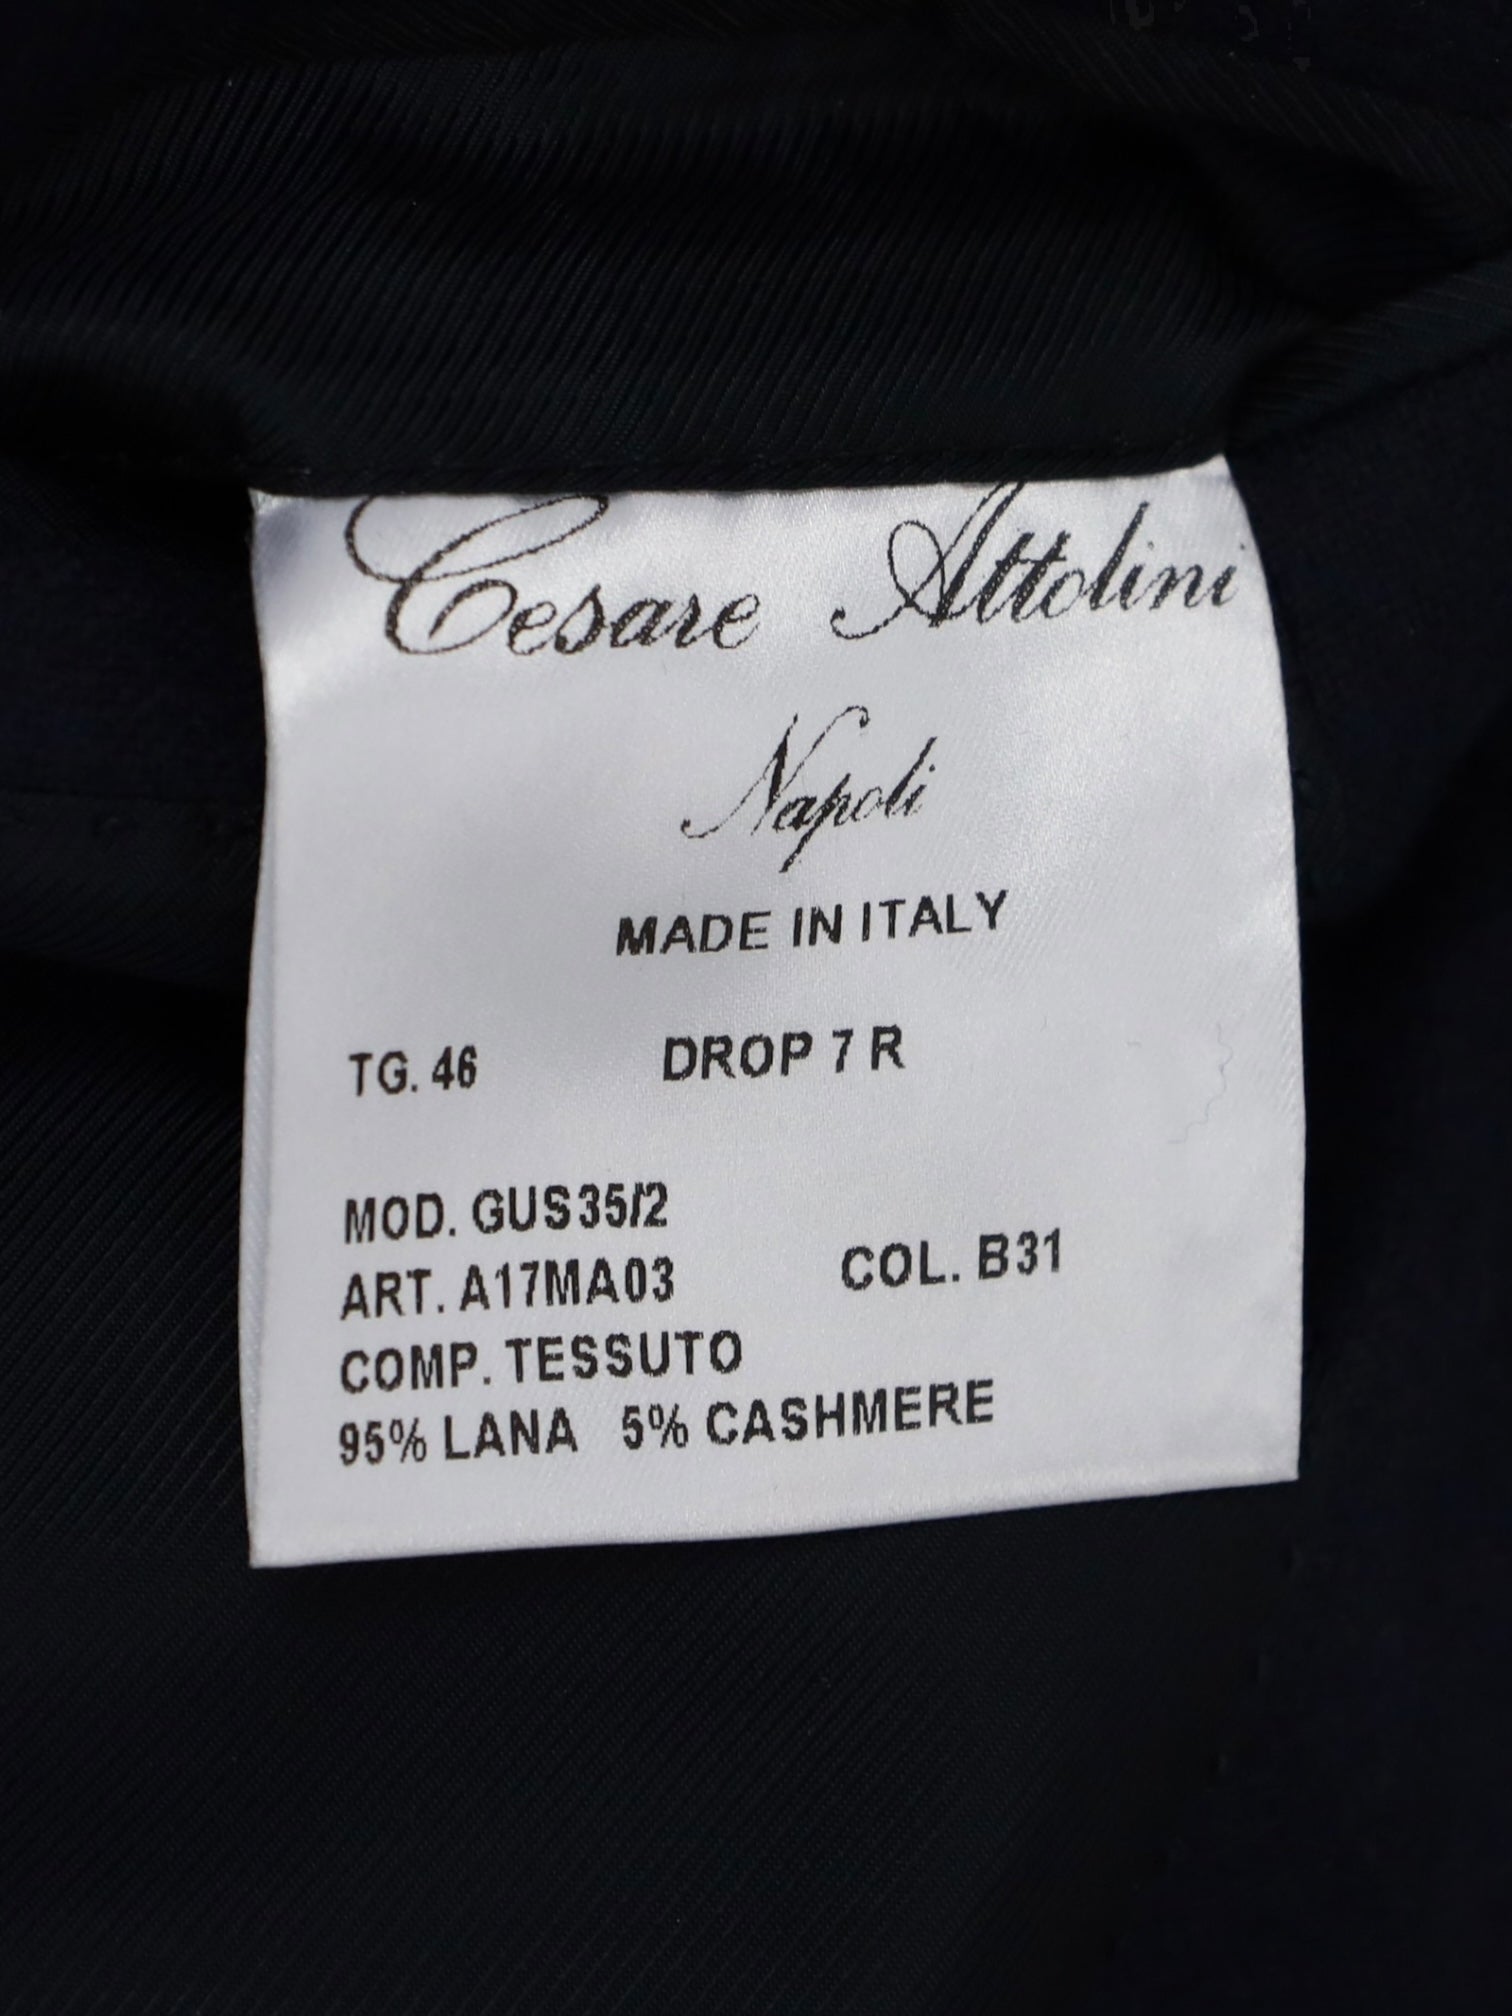 Cesare Attolini
Napoli
MADE IN ITALY
TG. 46 DROP 7 R
MOD. GUS35/2
ART. A17MA03 COL. B31
COMP. TESSUTO
95% LANA 5% CASHMERE